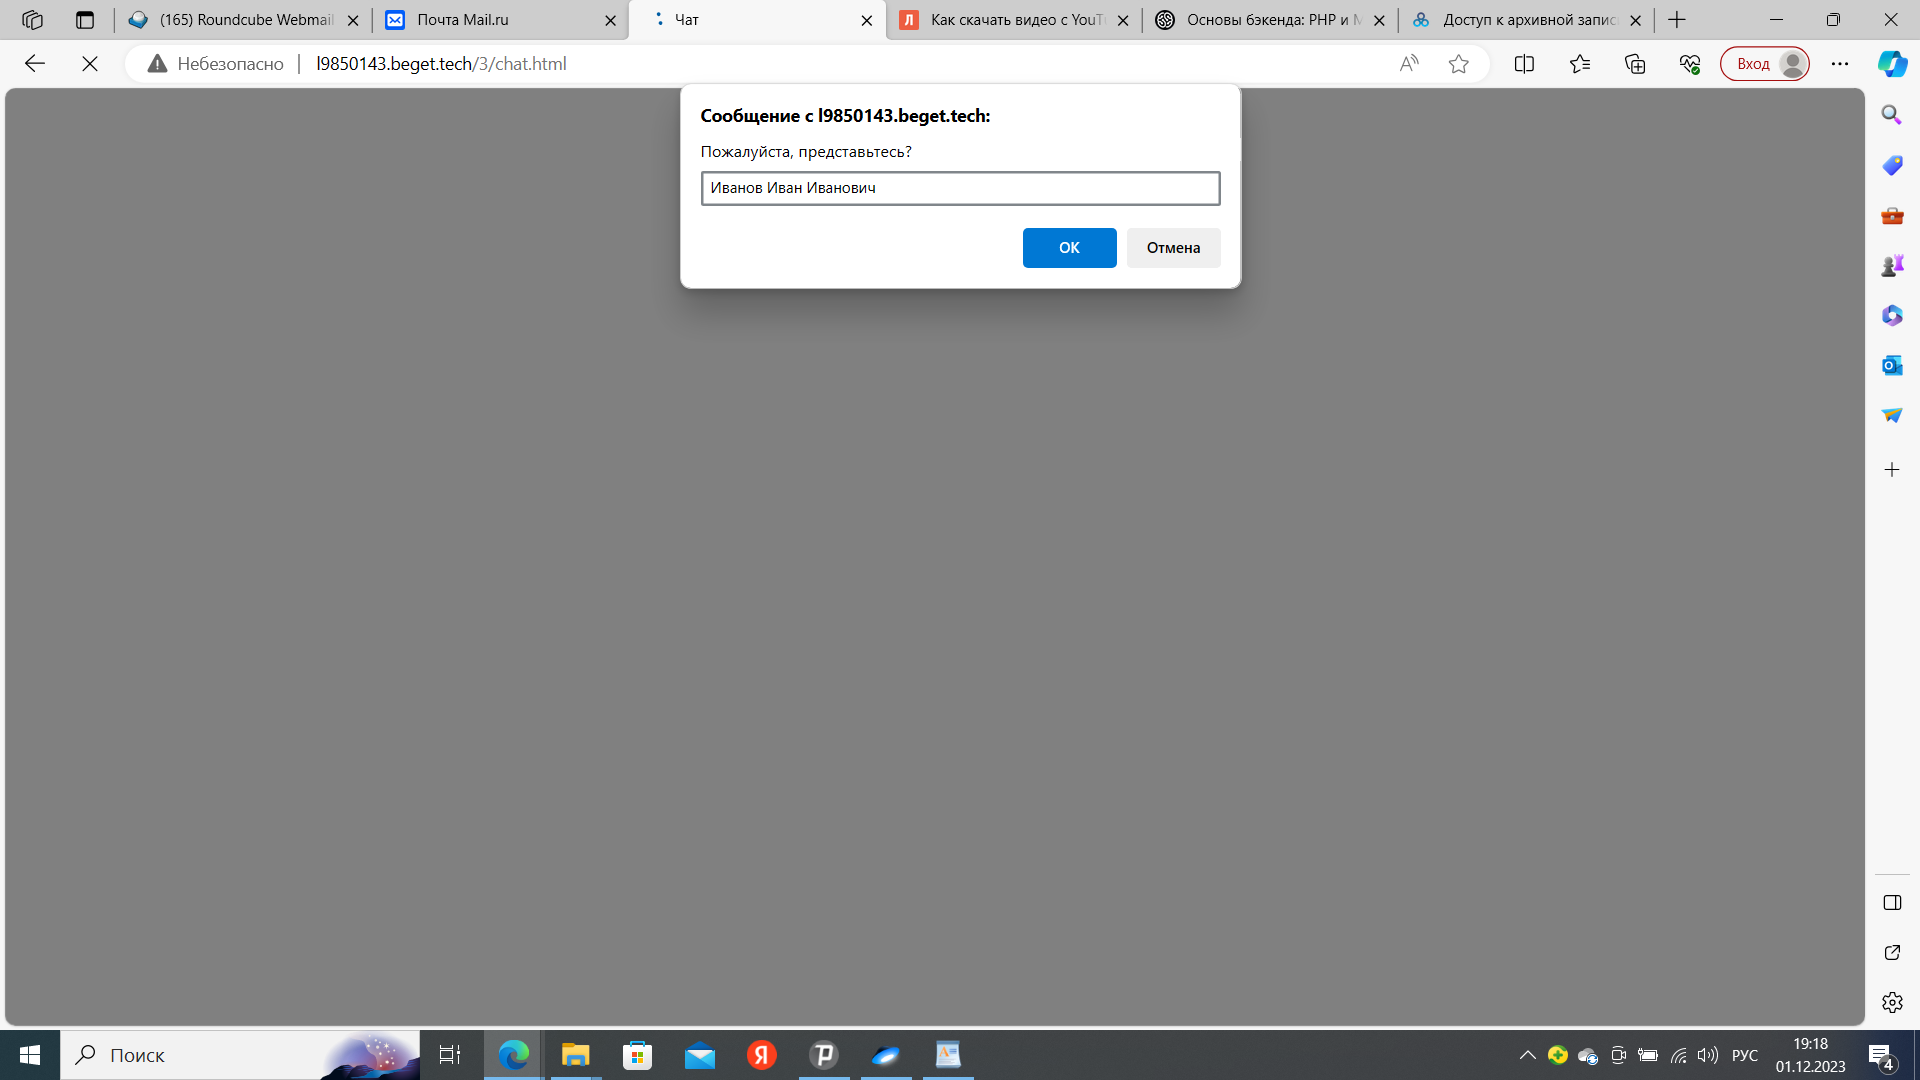 (165) Roundcube Webmail
Почта Mail.ru
Чат
Как скачать видео с YouT
Основы бэкенда: PHP и M
Доступ к архивной запис
Небезопасно
l9850143.beget.tech/3/chat.html
Вход
Сообщение с l9850143.beget.tech:
Пожалуйста, представьтесь?
Иванов Иван Иванович
ОК
Отмена
Поиск
РУС
19:18
01.12.2023
4